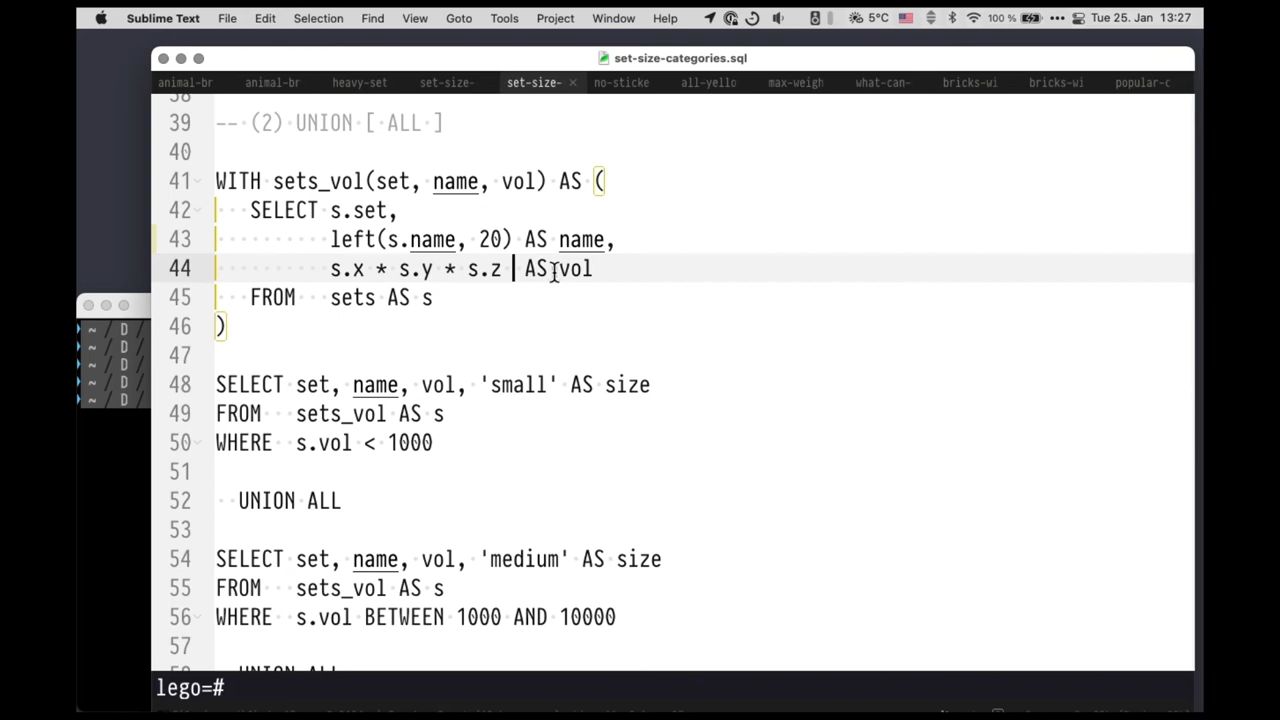 Sublime Text File Edit Selection Find View Goto Tools Project Window Help 5°C 100 % Tue 25. Jan 13:27
set-size-categories.sql
animal-br animal-br heavy-set set-size- set-size- × no-sticke all-yello max-weigh what-can- bricks-wi bricks-wi popular-c
38
39 -- (2) UNION [ ALL ]
40
41 WITH sets_vol(set, name, vol) AS (
42 SELECT s.set,
43 left(s.name, 20) AS name,
44 s.x * s.y * s.z AS vol
45 FROM sets AS s
46 )
47
48 SELECT set, name, vol, 'small' AS size
49 FROM sets_vol AS s
50 WHERE s.vol < 1000
51
52 UNION ALL
53
54 SELECT set, name, vol, 'medium' AS size
55 FROM sets_vol AS s
56 WHERE s.vol BETWEEN 1000 AND 10000
57
58 UNION ALL
~ / D /
~ / D /
~ / D /
~ / D /
~ / D /
lego=#